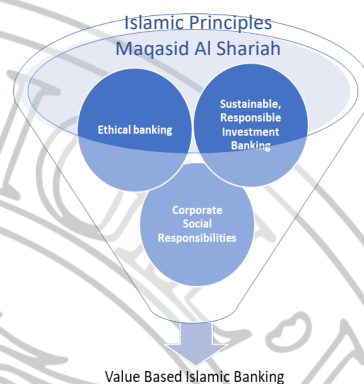 Islamic Principles
Maqasid Al Shariah
Ethical banking
Sustainable,
Responsible
Investment
Banking
Corporate
Social
Responsibilities
Value Based Islamic Banking